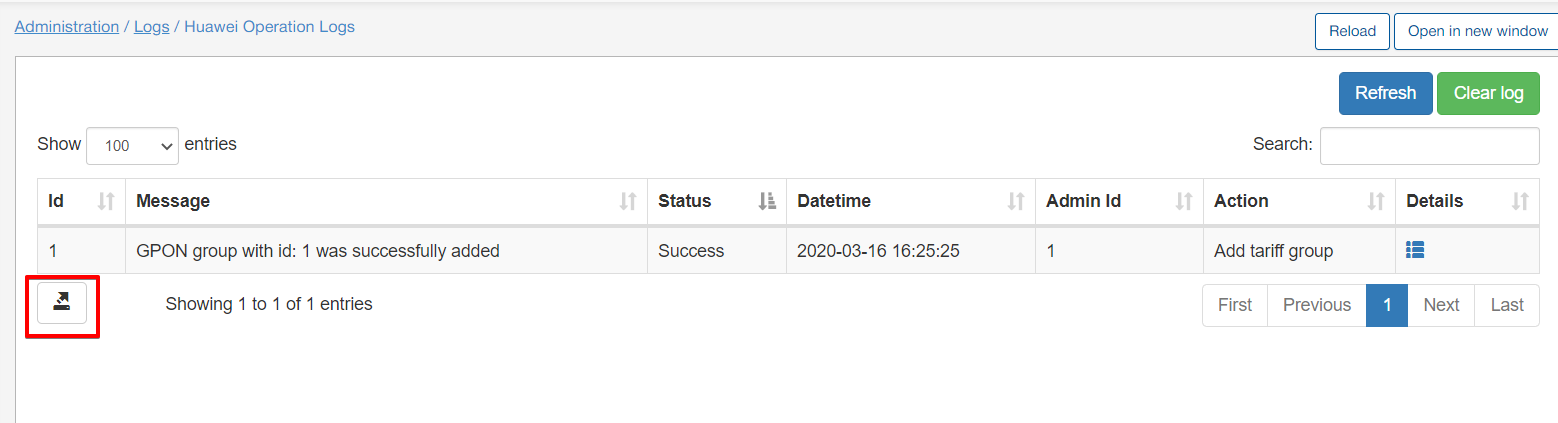 Administration / Logs / Huawei Operation Logs
Reload
Open in new window
Refresh
Clear log
Show 100 entries
Search:
Id Message Status Datetime Admin Id Action Details
1 GPON group with id: 1 was successfully added Success 2020-03-16 16:25:25 1 Add tariff group
Showing 1 to 1 of 1 entries
First Previous 1 Next Last